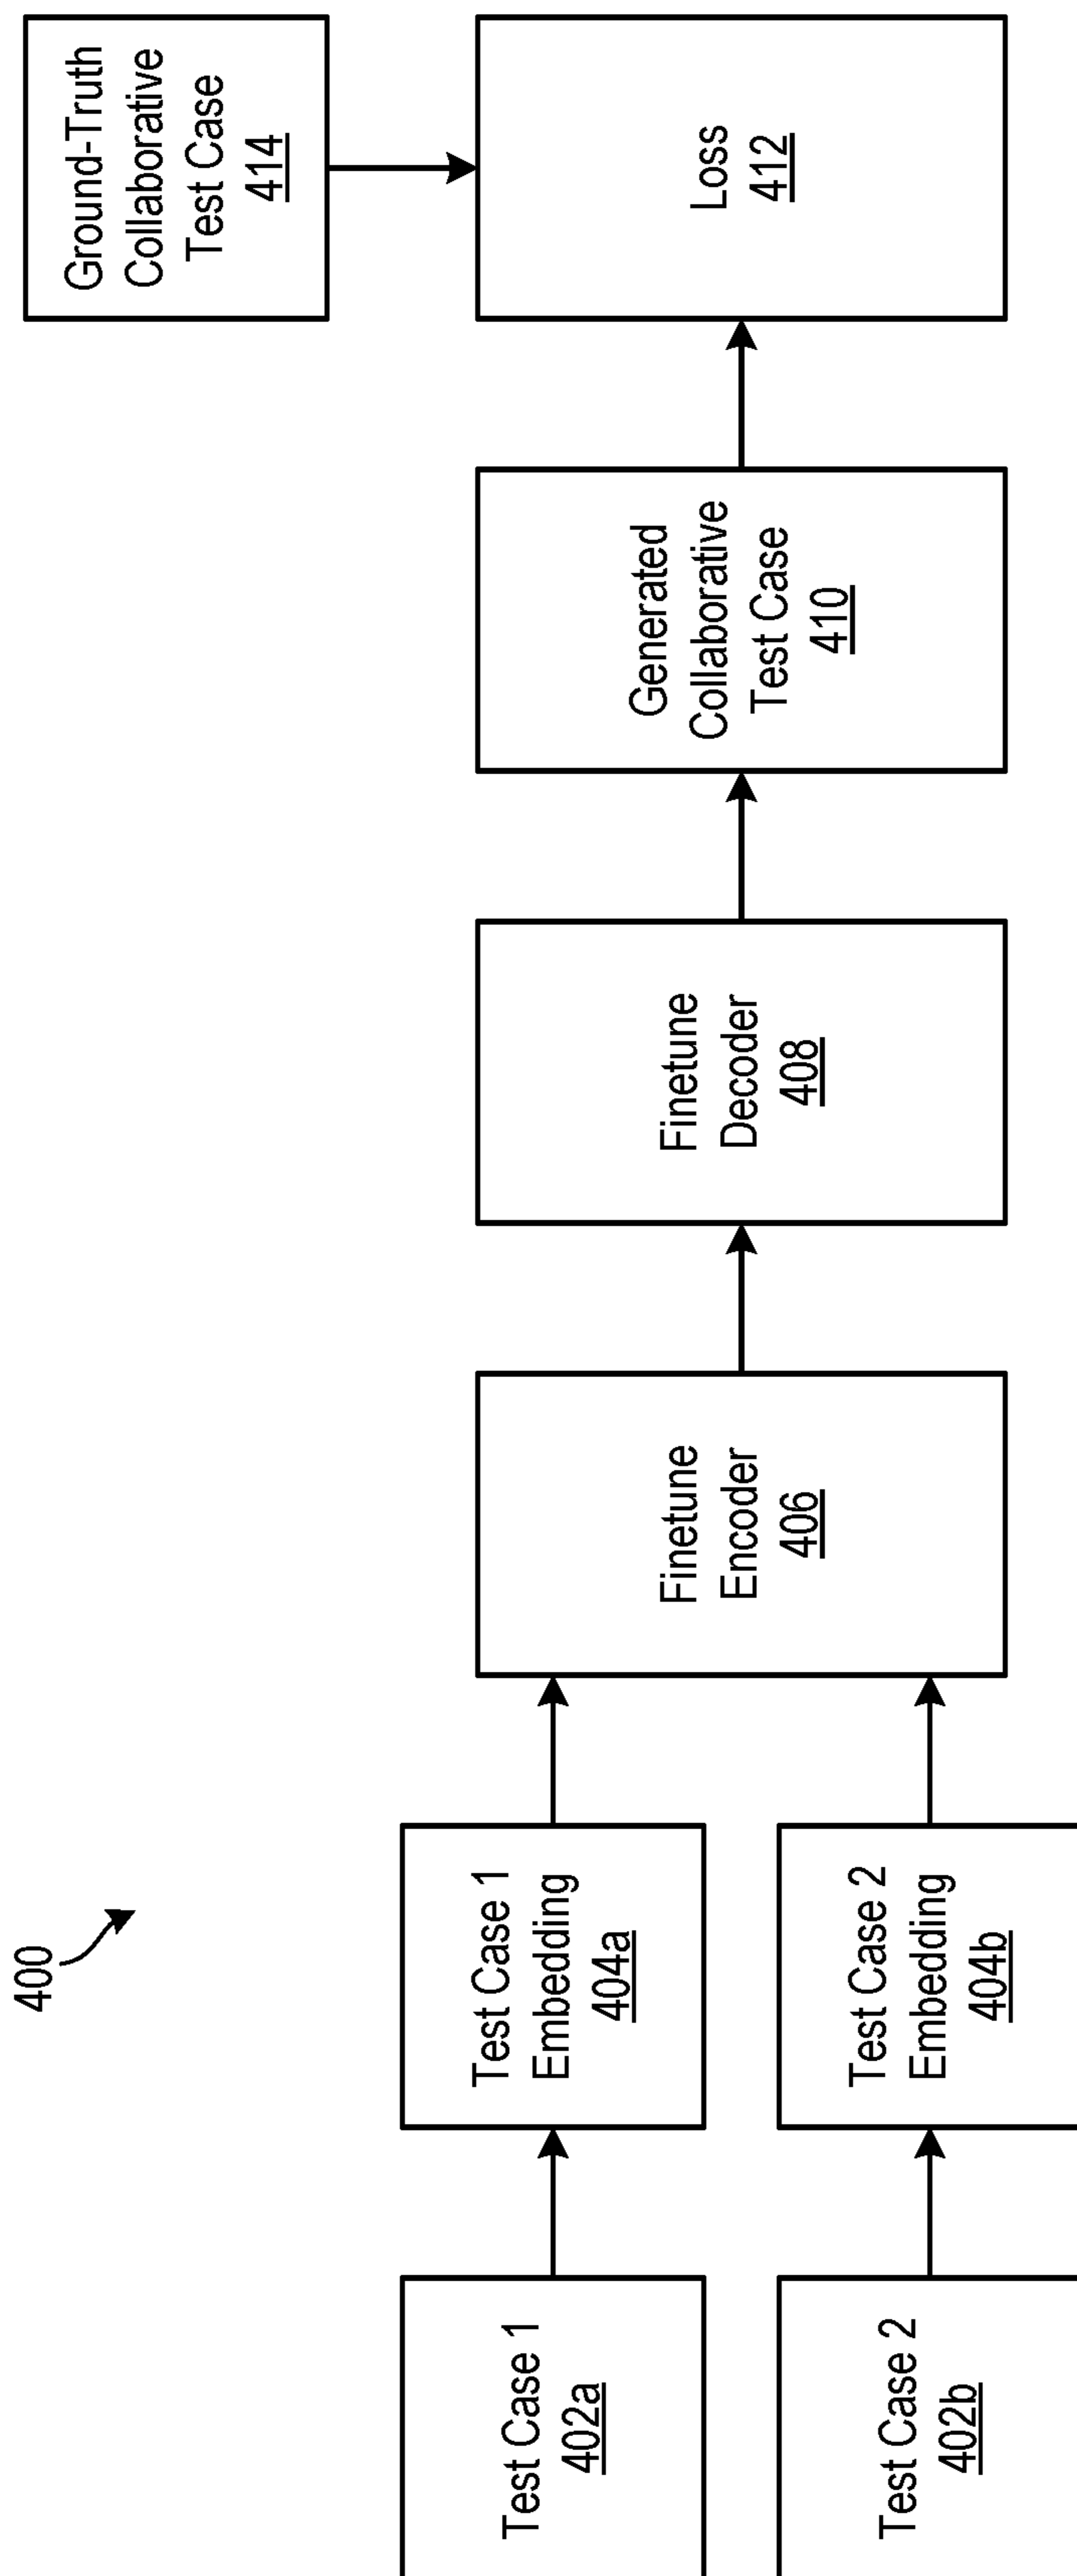 400
Test Case 1
402a
Test Case 2
402b
Test Case 1
Embedding
404a
Test Case 2
Embedding
404b
Finetune
Encoder
406
Finetune
Decoder
408
Generated
Collaborative
Test Case
410
Ground-Truth
Collaborative
Test Case
414
Loss
412